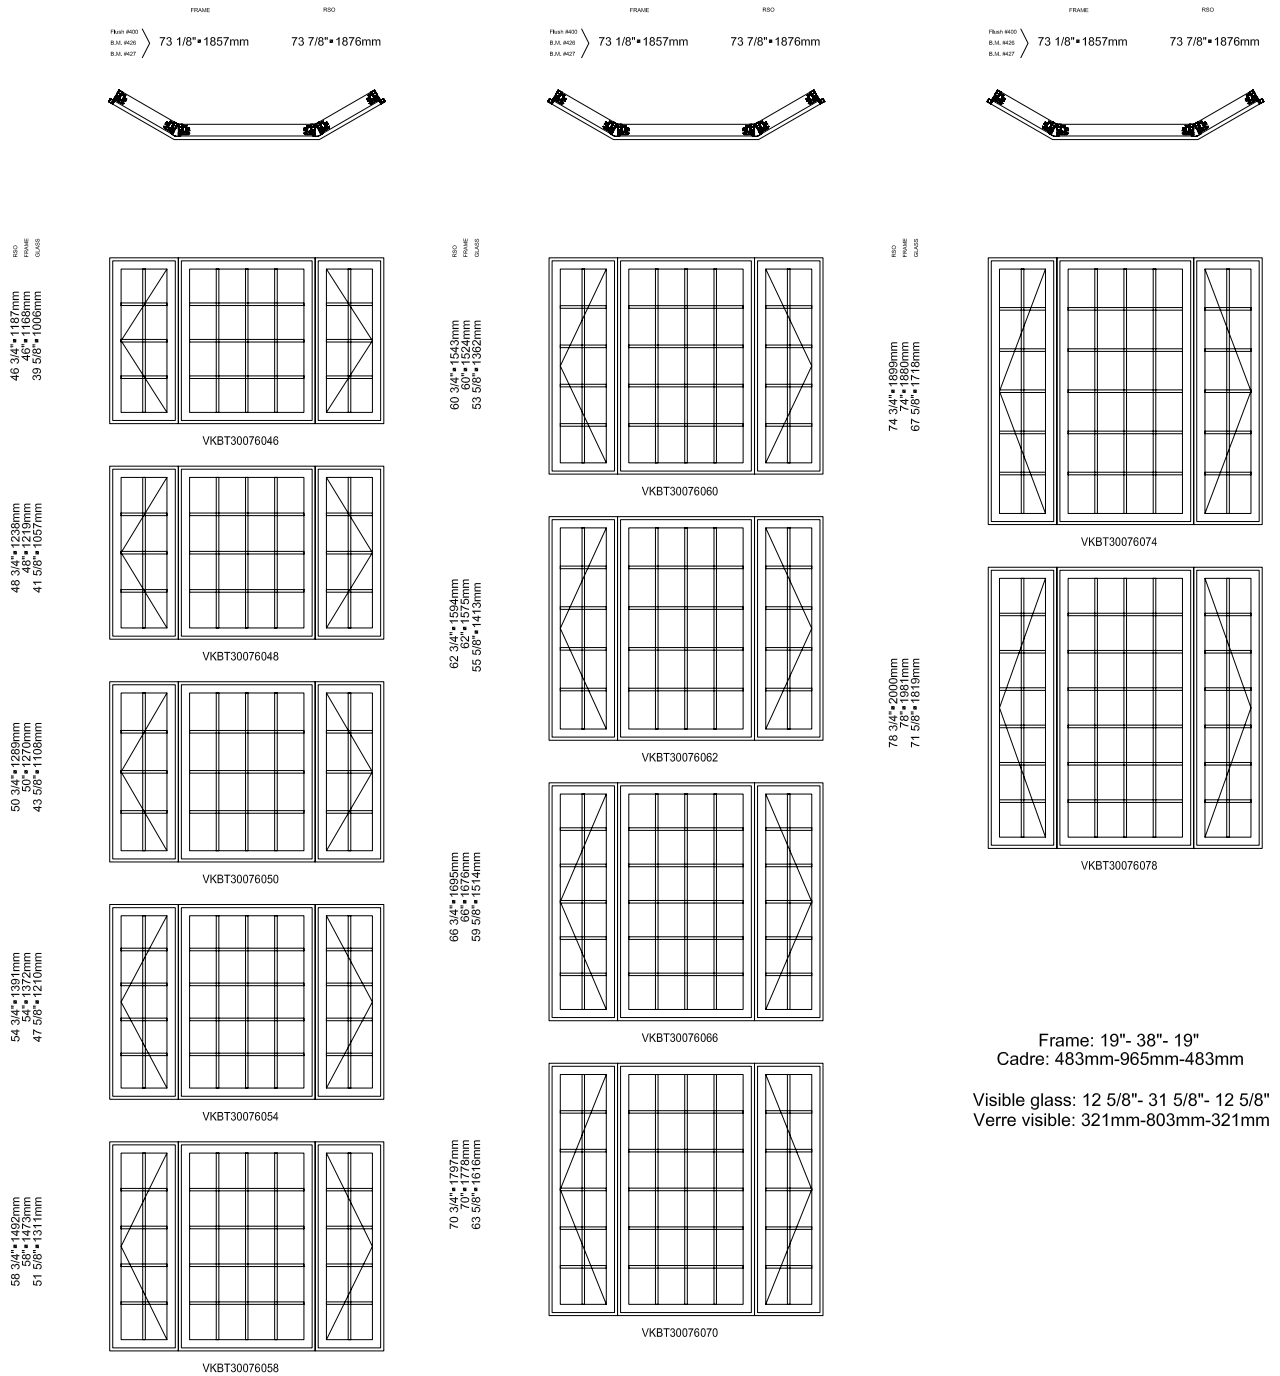 FRAME RSO
Flush #400
B.M. #426
B.M. #427
73 1/8"▪1857mm 73 7/8"▪1876mm
RSO
FRAME
GLASS
46 3/4"▪1187mm
46"▪1168mm
39 5/8"▪1006mm
VKBT30076046
48 3/4"▪1238mm
48"▪1219mm
41 5/8"▪1057mm
VKBT30076048
50 3/4"▪1289mm
50"▪1270mm
43 5/8"▪1108mm
VKBT30076050
54 3/4"▪1391mm
54"▪1372mm
47 5/8"▪1210mm
VKBT30076054
58 3/4"▪1492mm
58"▪1473mm
51 5/8"▪1311mm
VKBT30076058
FRAME RSO
Flush #400
B.M. #426
B.M. #427
73 1/8"▪1857mm 73 7/8"▪1876mm
RSO
FRAME
GLASS
60 3/4"▪1543mm
60"▪1524mm
53 5/8"▪1362mm
VKBT30076060
62 3/4"▪1594mm
62"▪1575mm
55 5/8"▪1413mm
VKBT30076062
66 3/4"▪1695mm
66"▪1676mm
59 5/8"▪1514mm
VKBT30076066
70 3/4"▪1797mm
70"▪1778mm
63 5/8"▪1616mm
VKBT30076070
FRAME RSO
Flush #400
B.M. #426
B.M. #427
73 1/8"▪1857mm 73 7/8"▪1876mm
RSO
FRAME
GLASS
74 3/4"▪1899mm
74"▪1880mm
67 5/8"▪1718mm
VKBT30076074
78 3/4"▪2000mm
78"▪1981mm
71 5/8"▪1819mm
VKBT30076078
Frame: 19"- 38"- 19"
Cadre: 483mm-965mm-483mm
Visible glass: 12 5/8"- 31 5/8"- 12 5/8"
Verre visible: 321mm-803mm-321mm